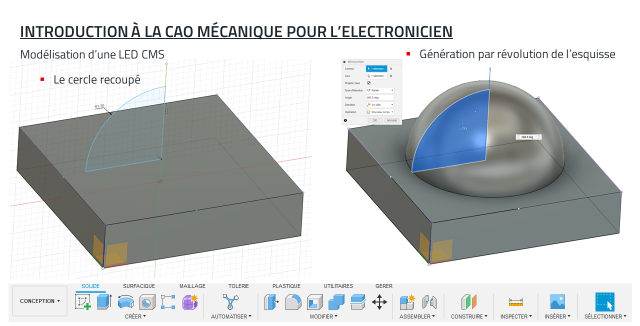 INTRODUCTION À LA CAO MÉCANIQUE POUR L'ELECTRONICIEN
Modélisation d'une LED CMS
Le cercle recoupé
Génération par révolution de l'esquisse
SOLIDE SURFACIQUE MAILLAGE TOLERIE PLASTIQUE UTILITAIRES GERER
CONCEPTION
CRÉER AUTOMATISER MODIFIER ASSEMBLER CONSTRUIRE INSPECTER INSÉRER SÉLECTIONNER